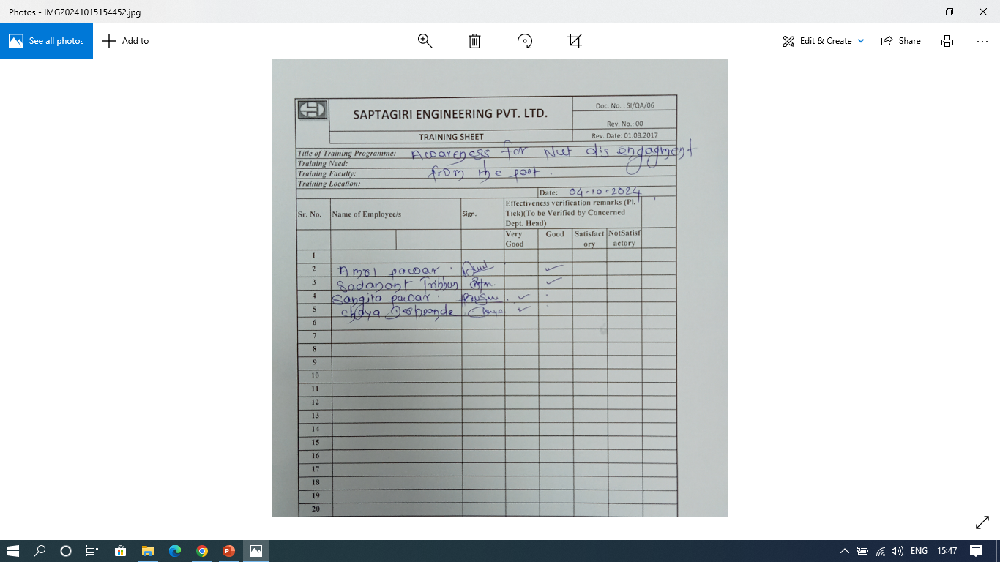 Photos - IMG20241015154452.jpg
See all photos
Add to
Edit & Create
Share
SAPTAGIRI ENGINEERING PVT. LTD.
Doc. No. : SI/QA/06
Rev. No.: 00
TRAINING SHEET
Rev. Date: 01.08.2017
Title of Training Programme: Awareness for Nut dis engagment
Training Need:
Training Faculty: from the part.
Training Location:
Date: 04-10-2024
Sr. No. Name of Employee/s Sign. Effectiveness verification remarks (Pl. Tick)(To be Verified by Concerned Dept. Head)
Very Good Good Satisfactory NotSatisfactory
1
2 Amol pawar
3 Sadanant Tribhun
4 Sangita pawar
5 Chaya Deshpande Chaya
6
7
8
9
10
11
12
13
14
15
16
17
18
19
20
ENG 15:47